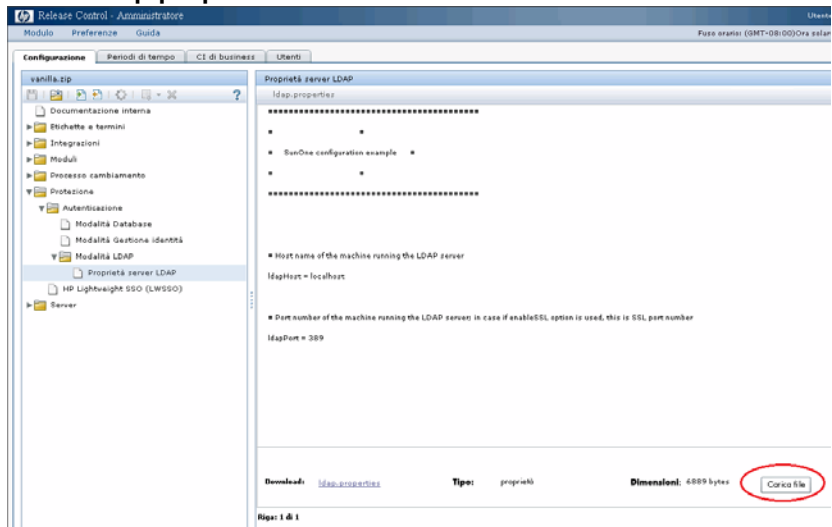 Release Control - Amministratore
Utente
Modulo Preferenze Guida
Fuso orario: (GMT-08:00)Ora solar
Configurazione Periodi di tempo CI di business Utenti
vanilla.zip
Proprietà server LDAP
?
ldap.properties
Documentazione interna
Etichette e termini
Integrazioni
Moduli
Processo cambiamento
Protezione
Autenticazione
Modalità Database
Modalità Gestione identità
Modalità LDAP
Proprietà server LDAP
HP Lightweight SSO (LWSSO)
Server
##########################################
# #
# SunOne configuration example #
# #
##########################################
# Host name of the machine running the LDAP server
ldapHost = localhost
# Port number of the machine running the LDAP server; in case if enableSSL option is used, this is SSL port number
ldapPort = 389
Download: ldap.properties Tipo: proprietà Dimensioni: 6889 bytes Carica file
Riga: 1 di 1